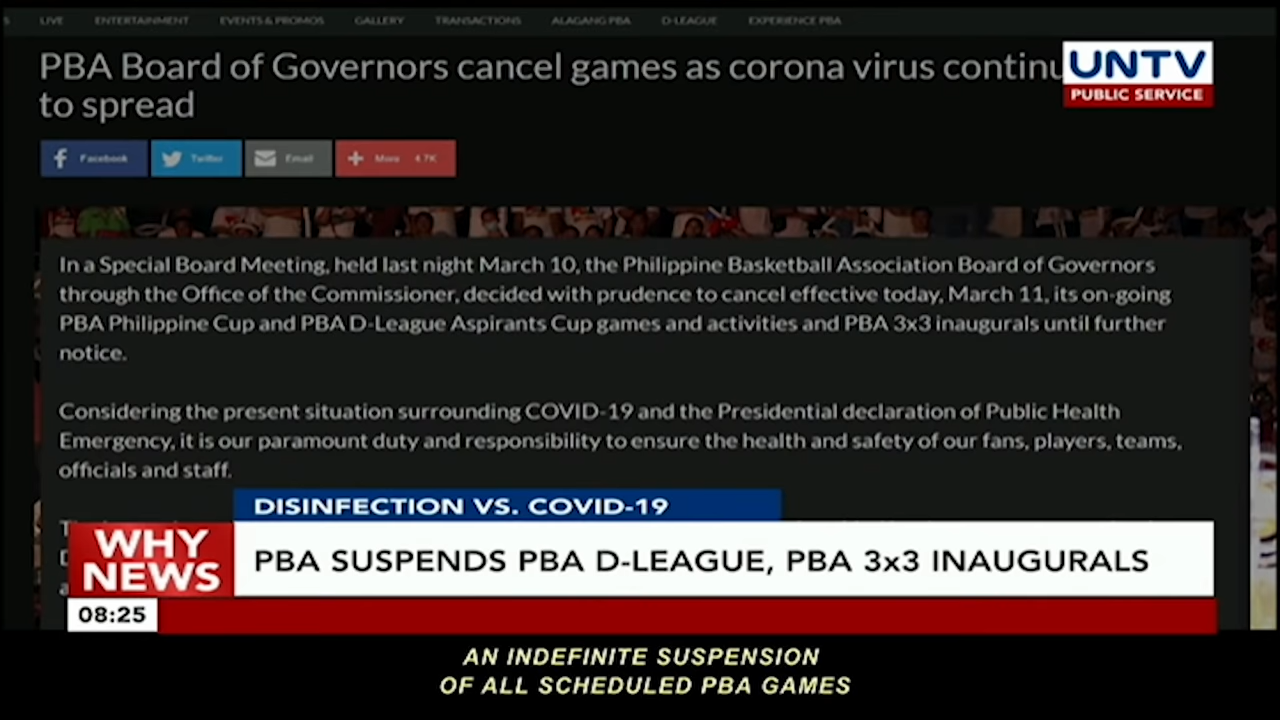 LIVE ENTERTAINMENT EVENTS & PROMOS GALLERY TRANSACTIONS ALAGANG PBA D-LEAGUE EXPERIENCE PBA
PBA Board of Governors cancel games as corona virus continu
to spread
UNTV
PUBLIC SERVICE
Facebook Twitter Email More 4.7K
In a Special Board Meeting, held last night March 10, the Philippine Basketball Association Board of Governors
through the Office of the Commissioner, decided with prudence to cancel effective today, March 11, its on-going
PBA Philippine Cup and PBA D-League Aspirants Cup games and activities and PBA 3x3 inaugurals until further
notice.
Considering the present situation surrounding COVID-19 and the Presidential declaration of Public Health
Emergency, it is our paramount duty and responsibility to ensure the health and safety of our fans, players, teams,
officials and staff.
DISINFECTION VS. COVID-19
WHY
NEWS
PBA SUSPENDS PBA D-LEAGUE, PBA 3x3 INAUGURALS
08:25
AN INDEFINITE SUSPENSION
OF ALL SCHEDULED PBA GAMES